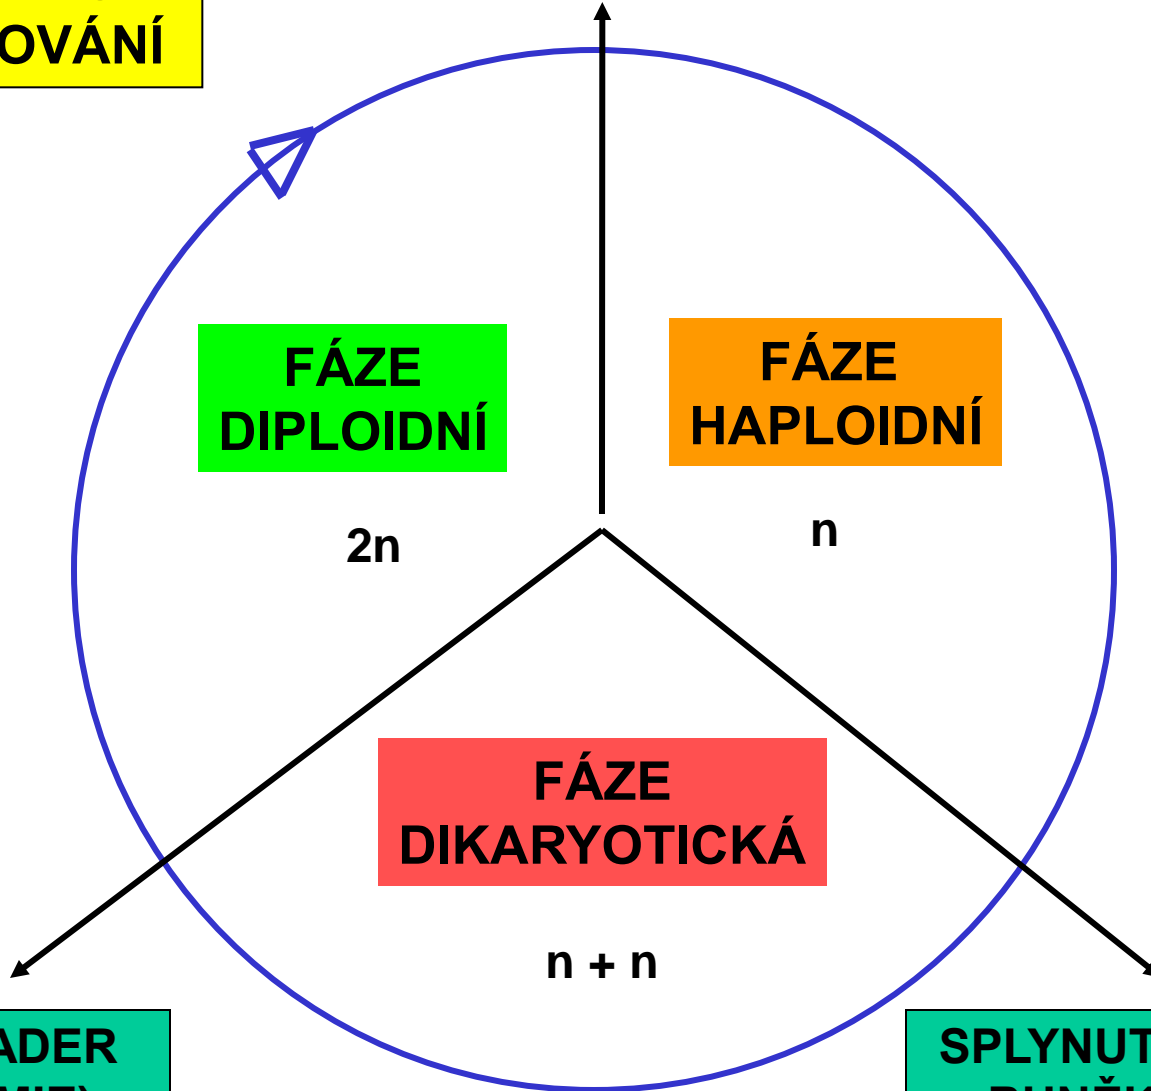 OVÁNÍ
FÁZE
DIPLOIDNÍ
2n
FÁZE
HAPLOIDNÍ
n
FÁZE
DIKARYOTICKÁ
n + n
ADER
SPLYNUT